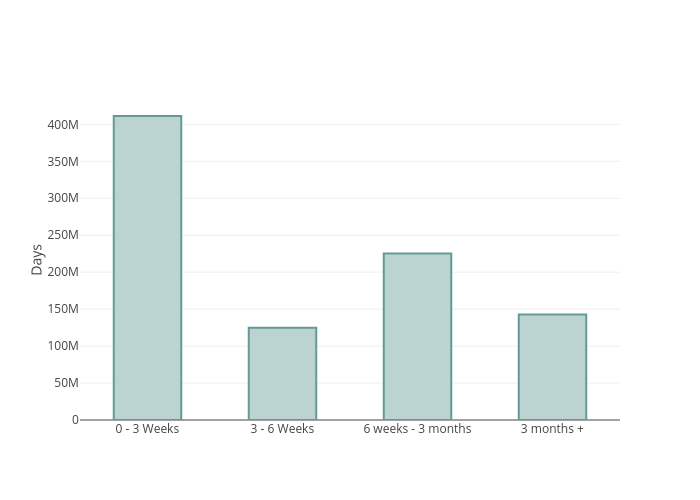 400M
350M
300M
250M
200M
150M
100M
50M
0
Days
0 - 3 Weeks
3 - 6 Weeks
6 weeks - 3 months
3 months +